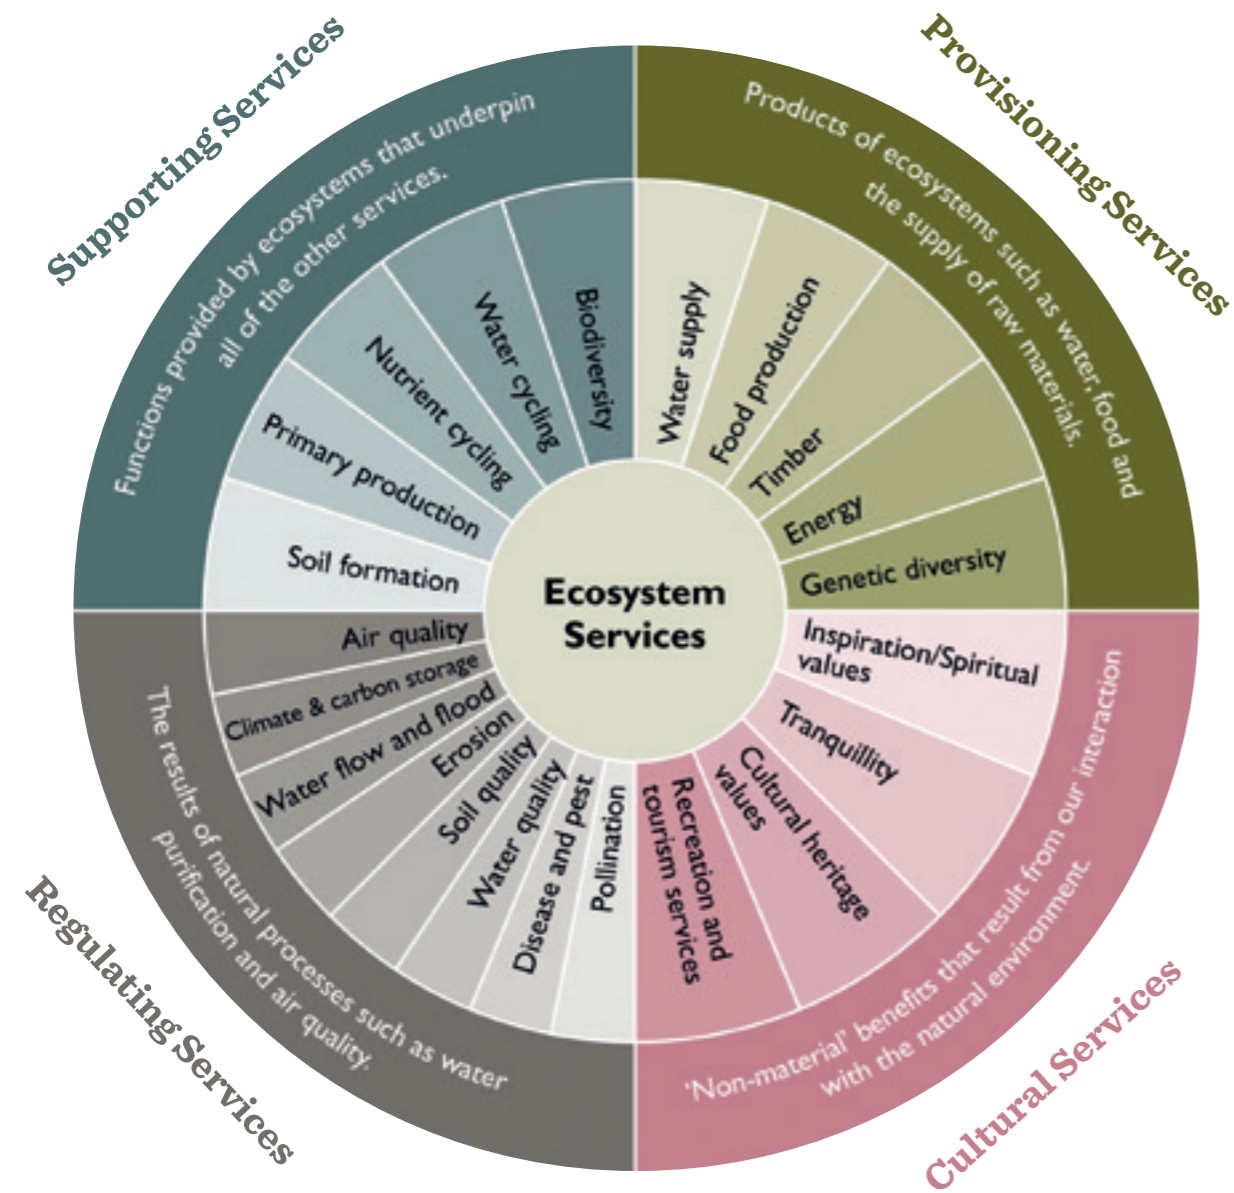 Supporting Services
Functions provided by ecosystems that underpin
all of the other services.
Biodiversity
Water cycling
Nutrient cycling
Primary production
Soil formation
Provisioning Services
Products of ecosystems such as water, food and
the supply of raw materials.
Water supply
Food production
Timber
Energy
Genetic diversity
Ecosystem
Services
Cultural Services
'Non-material' benefits that result from our interaction
with the natural environment.
Inspiration/Spiritual
values
Tranquillity
Cultural heritage
values
Recreation and
tourism services
Regulating Services
The results of natural processes such as water
purification and air quality.
Air quality
Climate & carbon storage
Water flow and flood
Erosion
Soil quality
Water quality
Disease and pest
Pollination